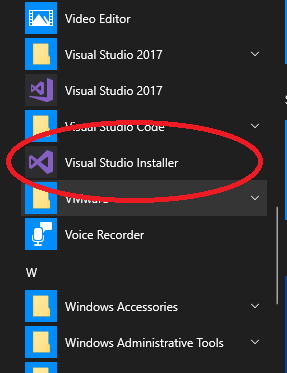 Video Editor
Visual Studio 2017
Visual Studio 2017
Visual Studio Code
Visual Studio Installer
VMware
Voice Recorder
W
Windows Accessories
Windows Administrative Tools